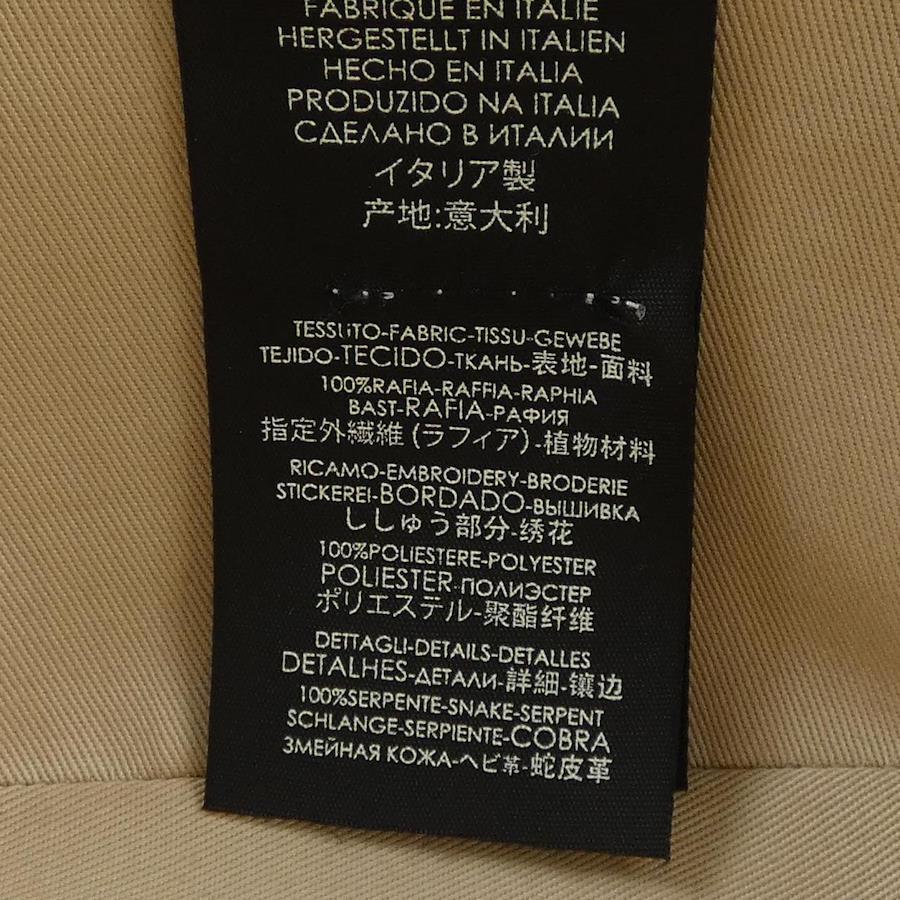 FABRIQUE EN ITALIE
HERGESTELLT IN ITALIEN
HECHO EN ITALIA
PRODUZIDO NA ITALIA
СДЕЛАНО В ИТАЛИИ
イタリア製
产地:意大利
TESSUTO-FABRIC-TISSU-GEWEBE
TEJIDO-TECIDO-ТКАНЬ-表地-面料
100%RAFIA-RAFFIA-RAPHIA
BAST-RAFIA-РАФИЯ
指定外繊維(ラフィア)-植物材料
RICAMO-EMBROIDERY-BRODERIE
STICKEREI-BORDADO-ВЫШИВКА
ししゅう部分-绣花
100%POLIESTERE-POLYESTER
POLIESTER-ПОЛИЭСТЕР
ポリエステル-聚酯纤维
DETTAGLI-DETAILS-DETALLES
DETALHES-ДЕТАЛИ-詳細-镶边
100%SERPENTE-SNAKE-SERPENT
SCHLANGE-SERPIENTE-COBRA
ЗМЕЙНАЯ КОЖА-ヘビ革-蛇皮革